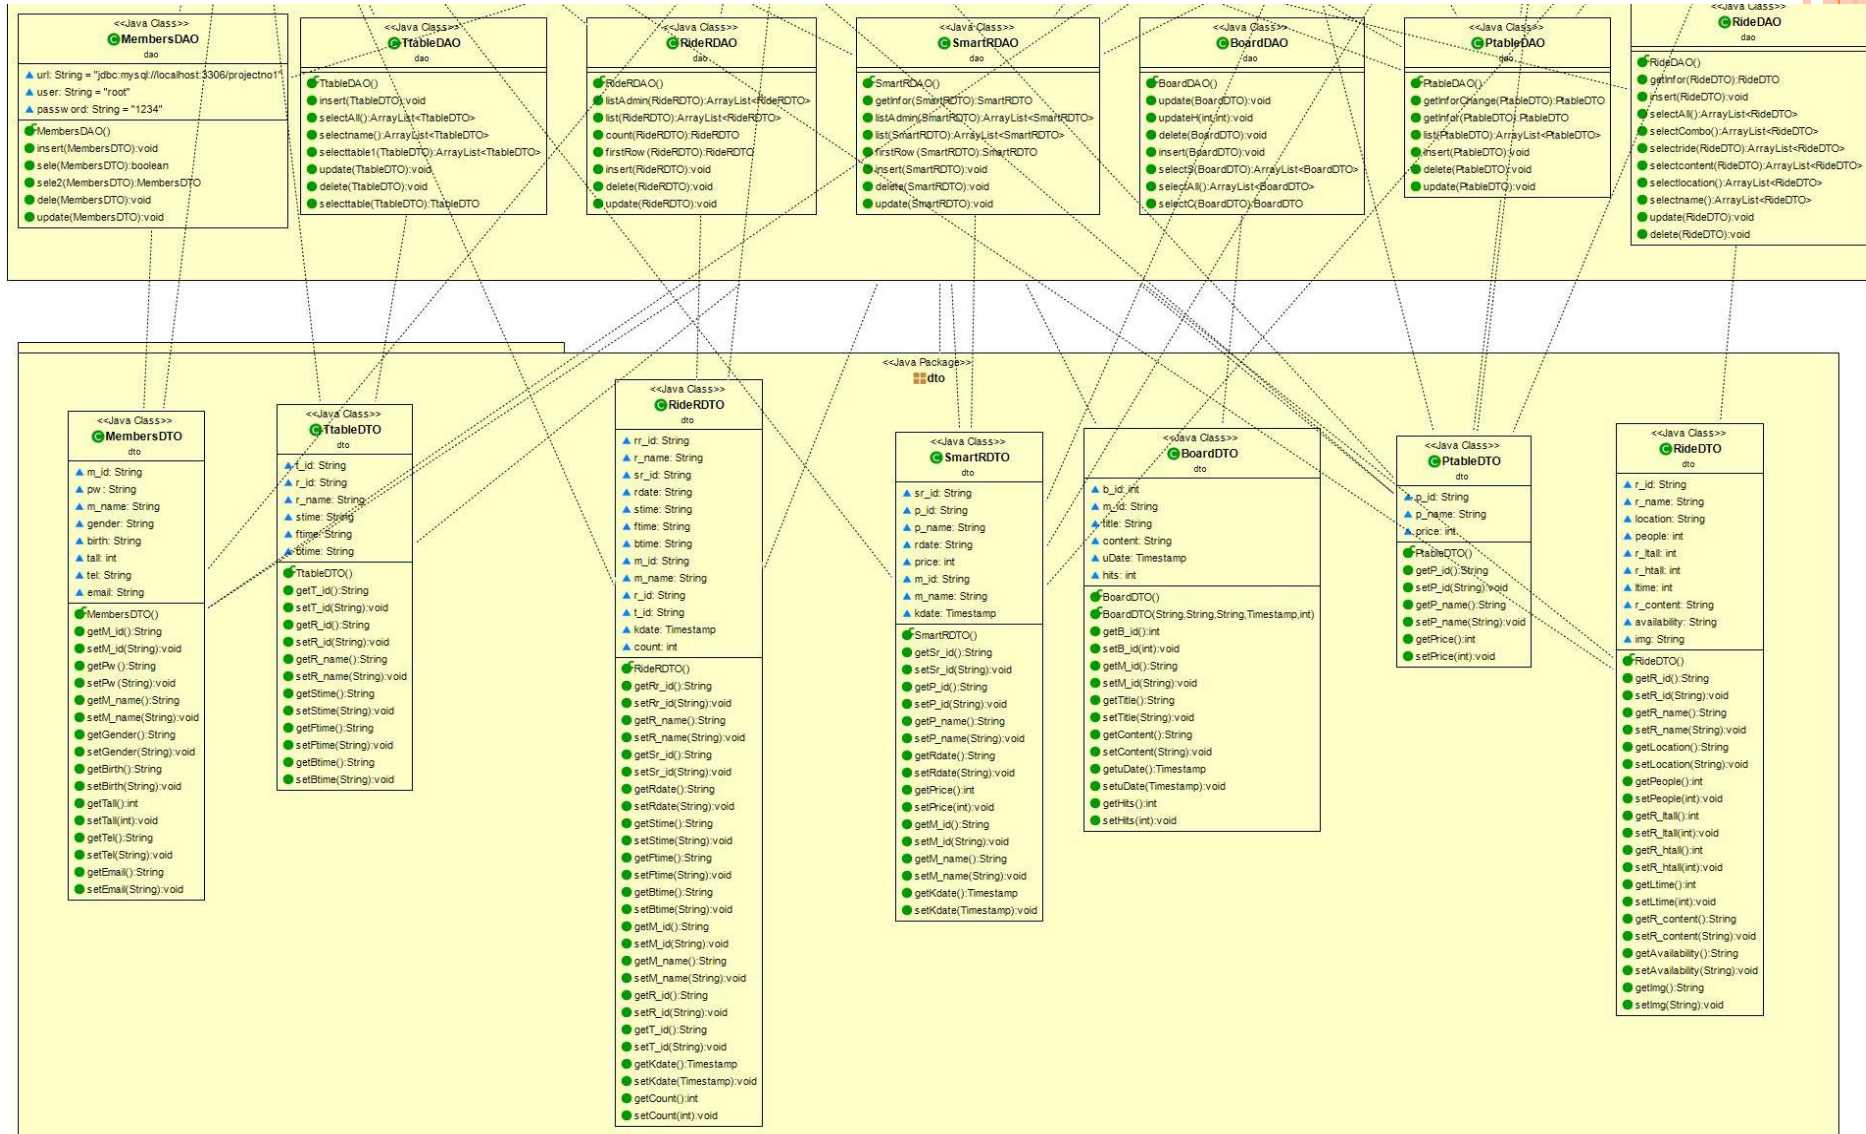 <<Java Class>>
MembersDAO
dao
url: String = "jdbc:mysql://localhost:3306/projectno1"
user: String = "root"
password: String = "1234"
MembersDAO()
insert(MembersDTO):void
sele(MembersDTO):boolean
sele2(MembersDTO):MembersDTO
dele(MembersDTO):void
update(MembersDTO):void
<<Java Class>>
TtableDAO
dao
TtableDAO()
insert(TtableDTO):void
selectAll():ArrayList<TtableDTO>
selectname():ArrayList<TtableDTO>
selecttable1(TtableDTO):ArrayList<TtableDTO>
update(TtableDTO):void
delete(TtableDTO):void
selecttable(TtableDTO):TtableDTO
<<Java Class>>
RideRDAO
dao
RideRDAO()
listAdmin(RideRDTO):ArrayList<RideRDTO>
list(RideRDTO):ArrayList<RideRDTO>
count(RideRDTO):RideRDTO
firstRow(RideRDTO):RideRDTO
insert(RideRDTO):void
delete(RideRDTO):void
update(RideRDTO):void
<<Java Class>>
SmartRDAO
dao
SmartRDAO()
getInfor(SmartRDTO):SmartRDTO
listAdmin(SmartRDTO):ArrayList<SmartRDTO>
list(SmartRDTO):ArrayList<SmartRDTO>
firstRow(SmartRDTO):SmartRDTO
insert(SmartRDTO):void
delete(SmartRDTO):void
update(SmartRDTO):void
<<Java Class>>
BoardDAO
dao
BoardDAO()
update(BoardDTO):void
updateH(int,int):void
delete(BoardDTO):void
insert(BoardDTO):void
selectS(BoardDTO):ArrayList<BoardDTO>
selectAll():ArrayList<BoardDTO>
selectC(BoardDTO):BoardDTO
<<Java Class>>
PtableDAO
dao
PtableDAO()
getInforChange(PtableDTO):PtableDTO
getInfor(PtableDTO):PtableDTO
list(PtableDTO):ArrayList<PtableDTO>
insert(PtableDTO):void
delete(PtableDTO):void
update(PtableDTO):void
<<Java Class>>
RideDAO
dao
RideDAO()
getInfor(RideDTO):RideDTO
insert(RideDTO):void
selectAll():ArrayList<RideDTO>
selectCombo():ArrayList<RideDTO>
selectride(RideDTO):ArrayList<RideDTO>
selectcontent(RideDTO):ArrayList<RideDTO>
selectlocation():ArrayList<RideDTO>
selectname():ArrayList<RideDTO>
update(RideDTO):void
delete(RideDTO):void
<<Java Package>>
dto
<<Java Class>>
MembersDTO
dto
m_id: String
pw: String
m_name: String
gender: String
birth: String
tall: int
tel: String
email: String
MembersDTO()
getM_id():String
setM_id(String):void
getPw():String
setPw(String):void
getM_name():String
setM_name(String):void
getGender():String
setGender(String):void
getBirth():String
setBirth(String):void
getTall():int
setTall(int):void
getTel():String
setTel(String):void
getEmail():String
setEmail(String):void
<<Java Class>>
TtableDTO
dto
t_id: String
r_id: String
r_name: String
stime: String
ftime: String
btime: String
TtableDTO()
getT_id():String
setT_id(String):void
getR_id():String
setR_id(String):void
getR_name():String
setR_name(String):void
getStime():String
setStime(String):void
getFtime():String
setFtime(String):void
getBtime():String
setBtime(String):void
<<Java Class>>
RideRDTO
dto
rr_id: String
r_name: String
sr_id: String
rdate: String
stime: String
ftime: String
btime: String
m_id: String
m_name: String
r_id: String
t_id: String
kdate: Timestamp
count: int
RideRDTO()
getRr_id():String
setRr_id(String):void
getR_name():String
setR_name(String):void
getSr_id():String
setSr_id(String):void
getRdate():String
setRdate(String):void
getStime():String
setStime(String):void
getFtime():String
setFtime(String):void
getBtime():String
setBtime(String):void
getM_id():String
setM_id(String):void
getM_name():String
setM_name(String):void
getR_id():String
setR_id(String):void
getT_id():String
setT_id(String):void
getKdate():Timestamp
setKdate(Timestamp):void
getCount():int
setCount(int):void
<<Java Class>>
SmartRDTO
dto
sr_id: String
p_id: String
p_name: String
rdate: String
price: int
m_id: String
m_name: String
kdate: Timestamp
SmartRDTO()
getSr_id():String
setSr_id(String):void
getP_id():String
setP_id(String):void
getP_name():String
setP_name(String):void
getRdate():String
setRdate(String):void
getPrice():int
setPrice(int):void
getM_id():String
setM_id(String):void
getM_name():String
setM_name(String):void
getKdate():Timestamp
setKdate(Timestamp):void
<<Java Class>>
BoardDTO
dto
b_id: int
m_id: String
title: String
content: String
uDate: Timestamp
hits: int
BoardDTO()
BoardDTO(String,String,String,Timestamp,int)
getB_id():int
setB_id(int):void
getM_id():String
setM_id(String):void
getTitle():String
setTitle(String):void
getContent():String
setContent(String):void
getuDate():Timestamp
setuDate(Timestamp):void
getHits():int
setHits(int):void
<<Java Class>>
PtableDTO
dto
p_id: String
p_name: String
price: int
PtableDTO()
getP_id():String
setP_id(String):void
getP_name():String
setP_name(String):void
getPrice():int
setPrice(int):void
<<Java Class>>
RideDTO
dto
r_id: String
r_name: String
location: String
people: int
r_ltall: int
r_htall: int
ltime: int
r_content: String
availability: String
img: String
RideDTO()
getR_id():String
setR_id(String):void
getR_name():String
setR_name(String):void
getLocation():String
setLocation(String):void
getPeople():int
setPeople(int):void
getR_ltall():int
setR_ltall(int):void
getR_htall():int
setR_htall(int):void
getLtime():int
setLtime(int):void
getR_content():String
setR_content(String):void
getAvailability():String
setAvailability(String):void
getImg():String
setImg(String):void